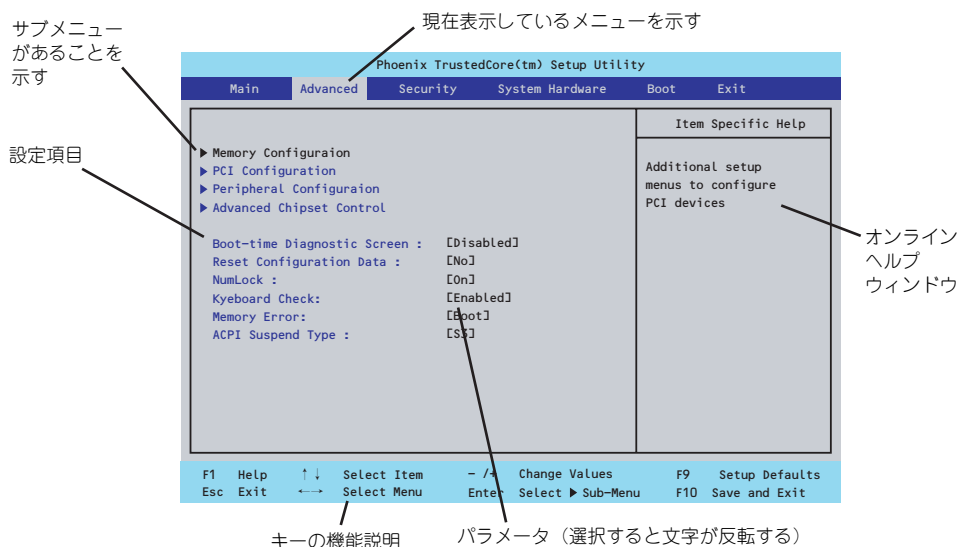 現在表示しているメニューを示す
サブメニュー
があることを
示す
Phoenix TrustedCore(tm) Setup Utility
Main Advanced Security System Hardware Boot Exit
Item Specific Help
設定項目
▶ Memory Configuraion
▶ PCI Configuration
▶ Peripheral Configuraion
▶ Advanced Chipset Control
Additional setup
menus to configure
PCI devices
オンライン
ヘルプ
ウィンドウ
Boot-time Diagnostic Screen : [Disabled]
Reset Configuration Data : [No]
NumLock : [On]
Kyeboard Check: [Enabled]
Memory Error: [Boot]
ACPI Suspend Type : [S3]
F1 Help ↑↓ Select Item - /+ Change Values F9 Setup Defaults
Esc Exit ←→ Select Menu Enter Select ▶ Sub-Menu F10 Save and Exit
キーの機能説明
パラメータ（選択すると文字が反転する）